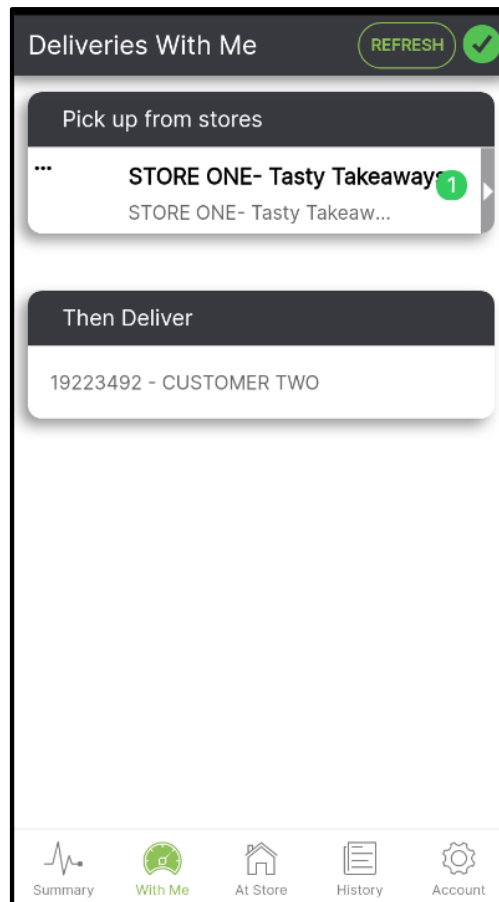 Deliveries With Me
REFRESH
Pick up from stores
...
STORE ONE- Tasty Takeaways
1
STORE ONE- Tasty Takeaw...
Then Deliver
19223492 - CUSTOMER TWO
Summary
With Me
At Store
History
Account